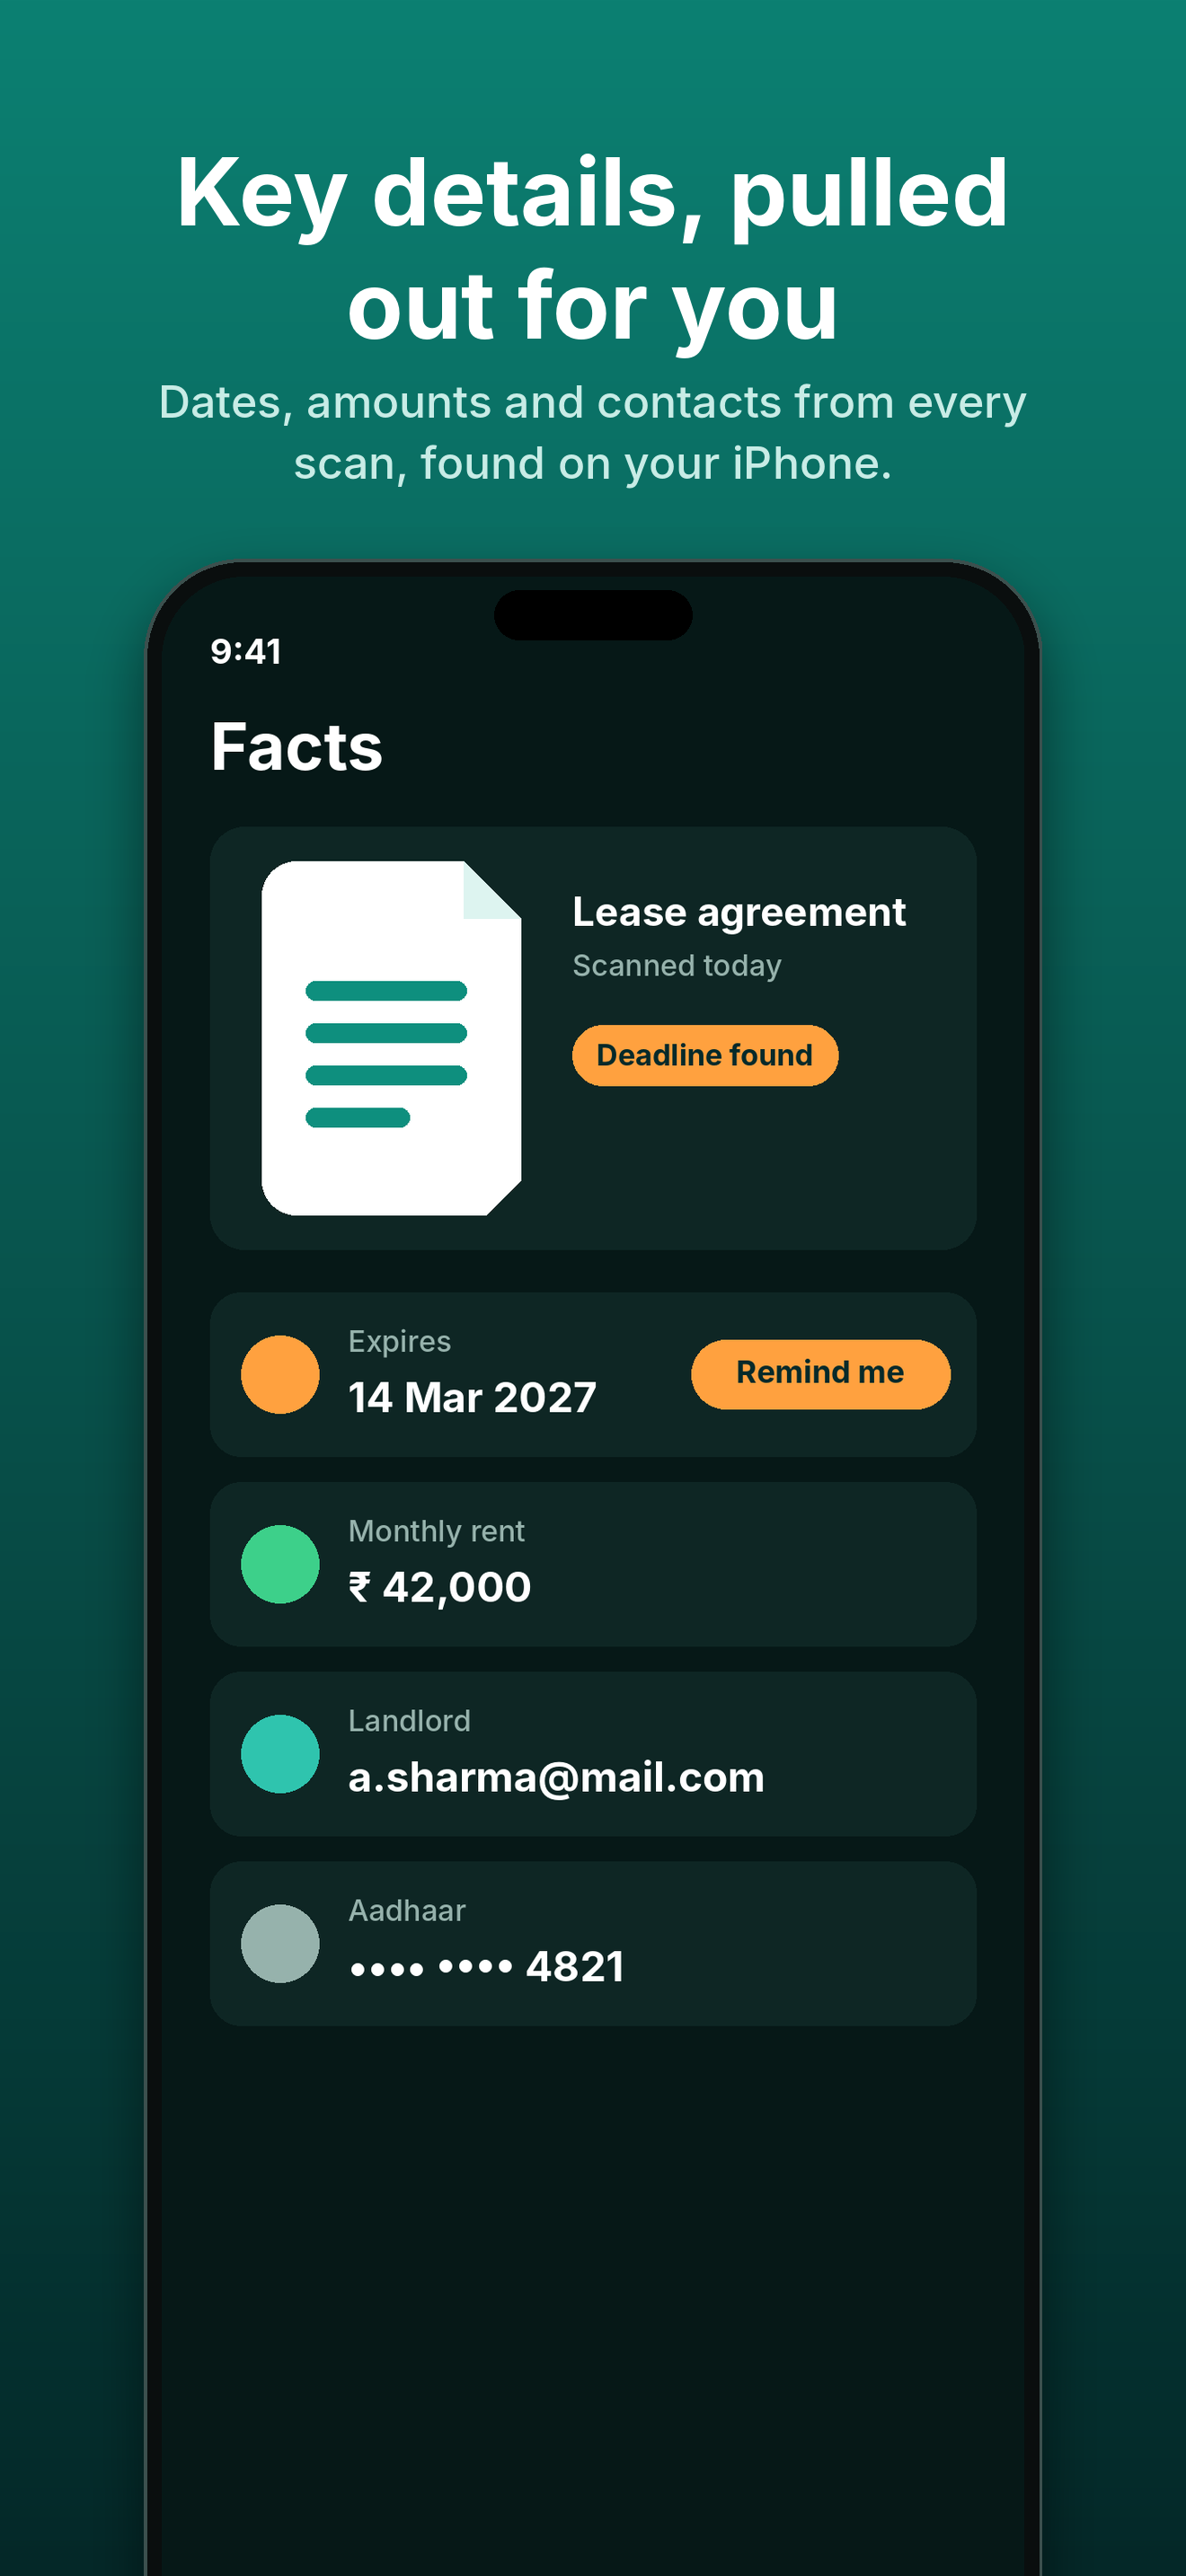 Key details, pulled
out for you
Dates, amounts and contacts from every
scan, found on your iPhone.
9:41
Facts
Lease agreement
Scanned today
Deadline found
Expires
14 Mar 2027
Remind me
Monthly rent
₹ 42,000
Landlord
a.sharma@mail.com
Aadhaar
•••• •••• 4821